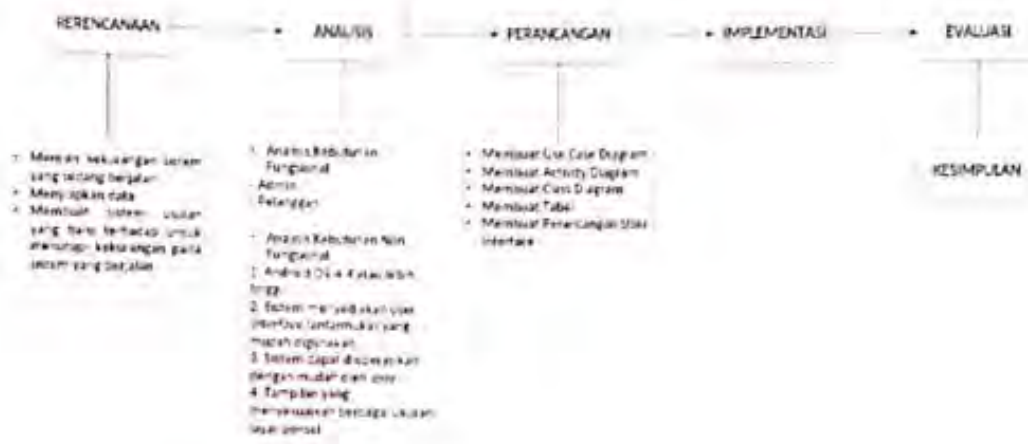 PERENCANAAN
ANALISIS
PERANCANGAN
IMPLEMENTASI
EVALUASI
kekurangan sistem
yang sedang berjalan
Menyiapkan data
Membuat sistem usulan
yang baru terhadap untuk
menutupi kekurangan pada
sistem yang berjalan
Analisis Kebutuhan
Fungsional
- Admin
- Pelanggan
Analisis Kebutuhan Non
Fungsional
1. Android OS 4.4 atau lebih
tinggi
2. Sistem menyediakan user
interface/antarmuka yang
mudah digunakan
3. Sistem dapat dioperasikan
dengan mudah oleh user
4. Tampilan yang
menyesuaikan berbagai ukuran
layar ponsel
Membuat Use Case Diagram
Membuat Activity Diagram
Membuat Class Diagram
Membuat Tabel
Membuat Perancangan User
Interface
KESIMPULAN